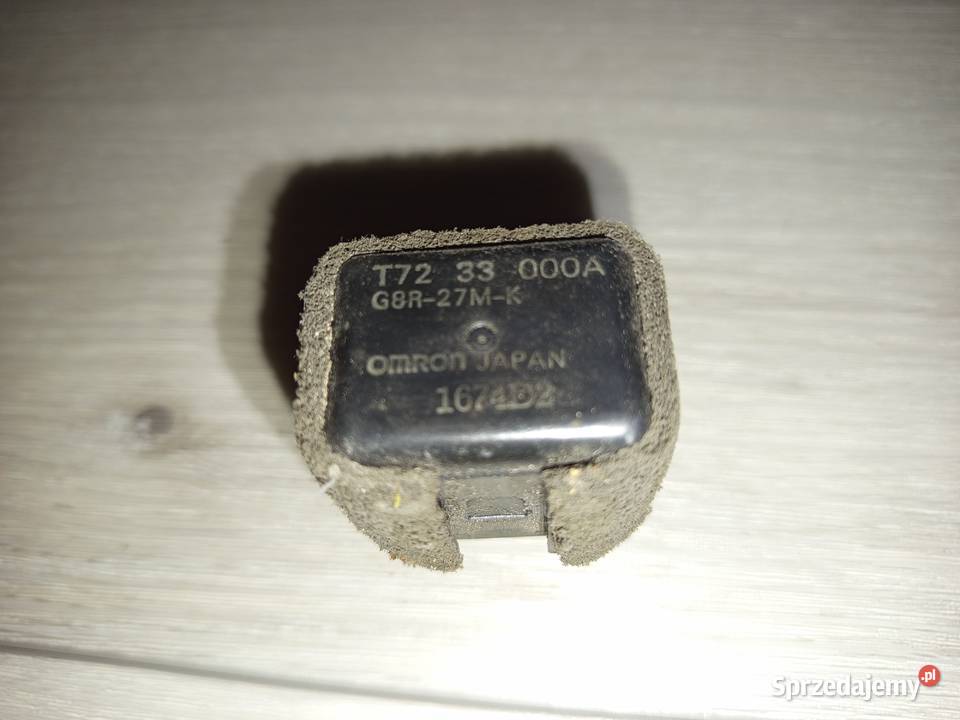 T72 33 000A
G8R-27M-K
omron JAPAN
1674D2
Sprzedajemy.pl